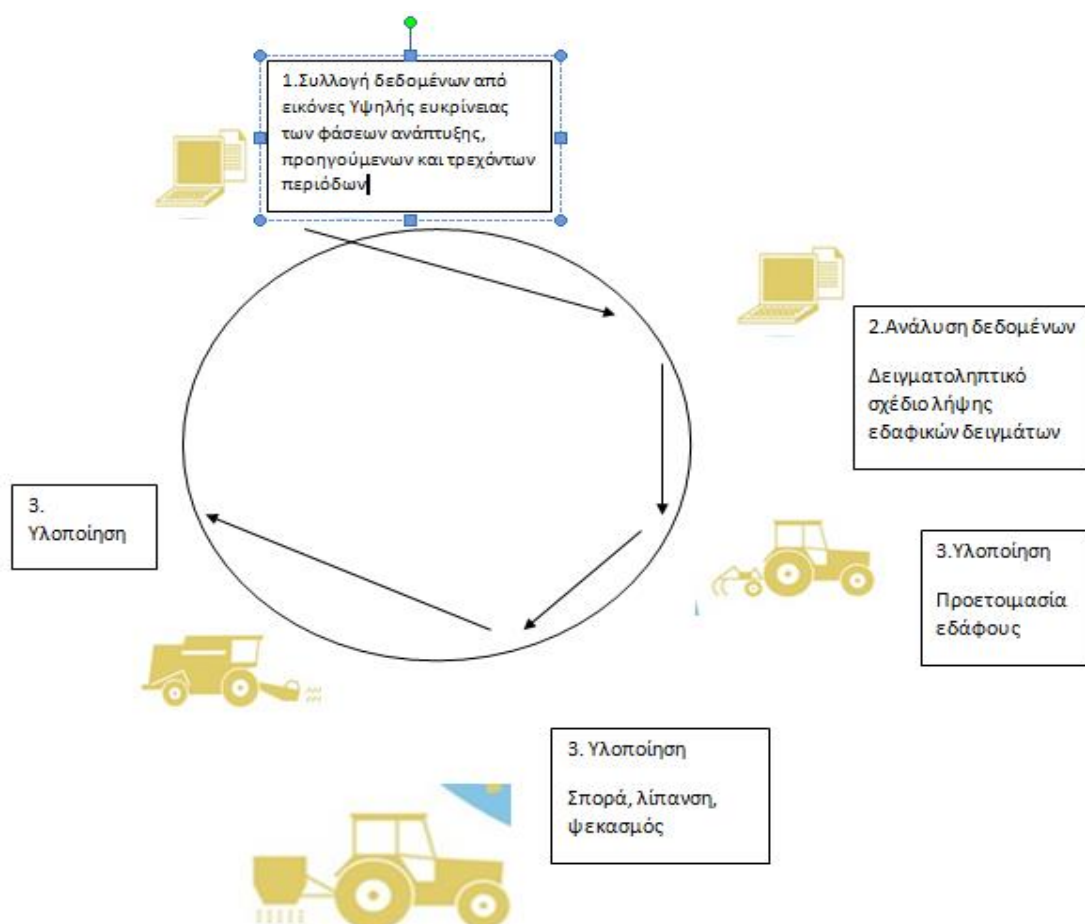 1.Συλλογή δεδομένων από
εικόνες Υψηλής ευκρίνειας
των φάσεων ανάπτυξης,
προηγούμενων και τρεχόντων
περιόδων
2.Ανάλυση δεδομένων
Δειγματοληπτικό
σχέδιο λήψης
εδαφικών δειγμάτων
3.Υλοποίηση
Προετοιμασία
εδάφους
3. Υλοποίηση
Σπορά, λίπανση,
ψεκασμός
3.
Υλοποίηση